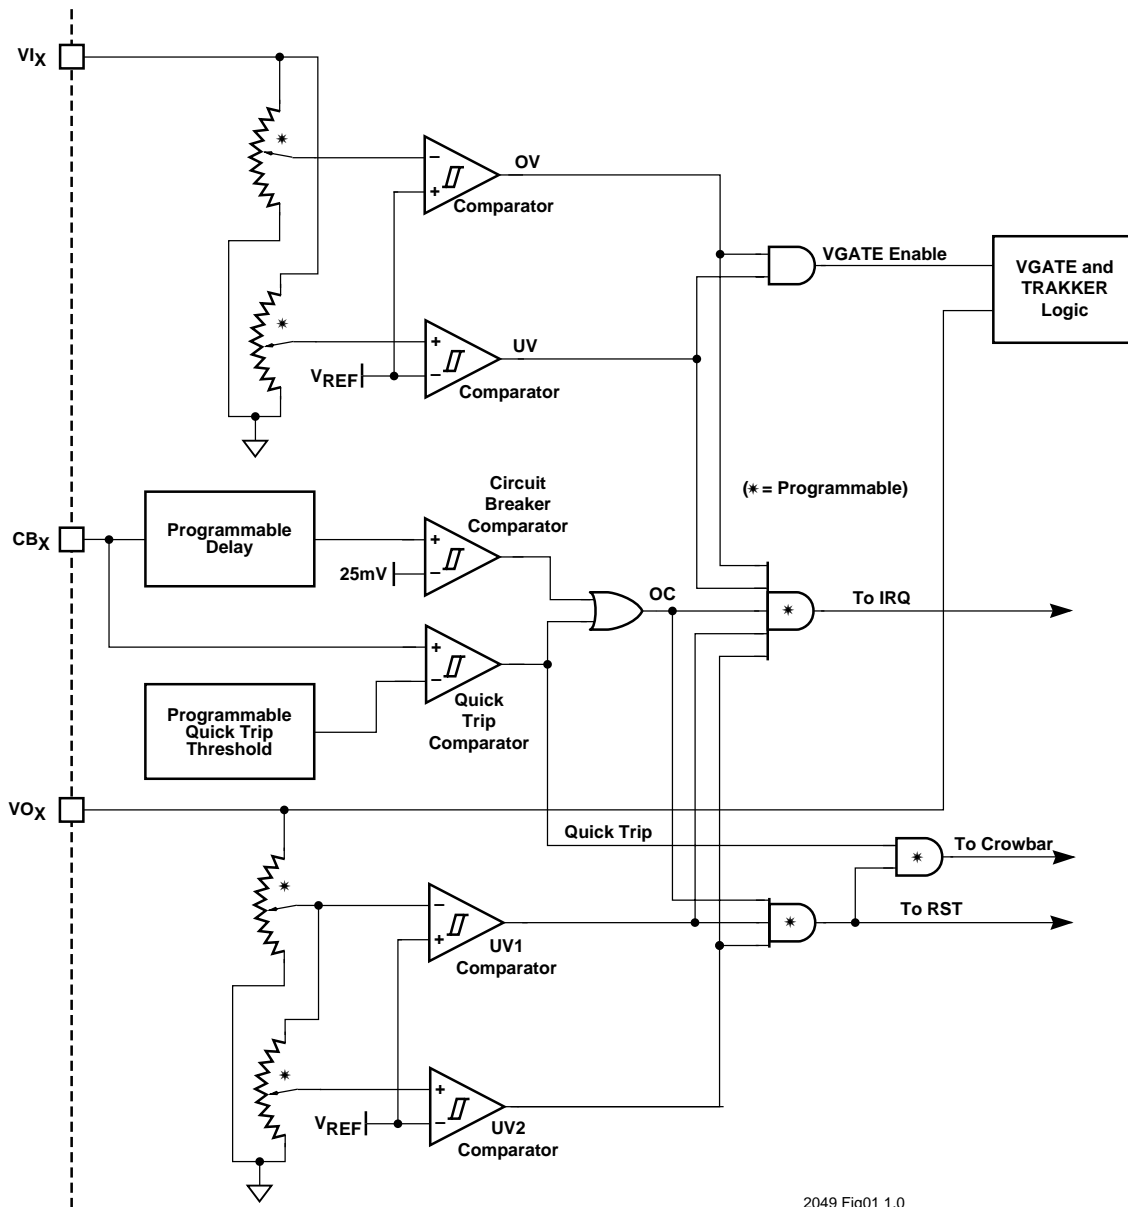 VIX
*
−
+
OV
Comparator
VGATE Enable
VGATE and
TRAKKER
Logic
*
+
−
UV
VREF
Comparator
(* = Programmable)
Circuit
Breaker
Comparator
CBX
Programmable
Delay
+
−
25mV
OC
*
To IRQ
+
−
Quick
Trip
Comparator
Programmable
Quick Trip
Threshold
VOX
Quick Trip
*
To Crowbar
*
−
+
UV1
Comparator
*
To RST
*
+
−
VREF
UV2
Comparator
2049 Fig01 1.0